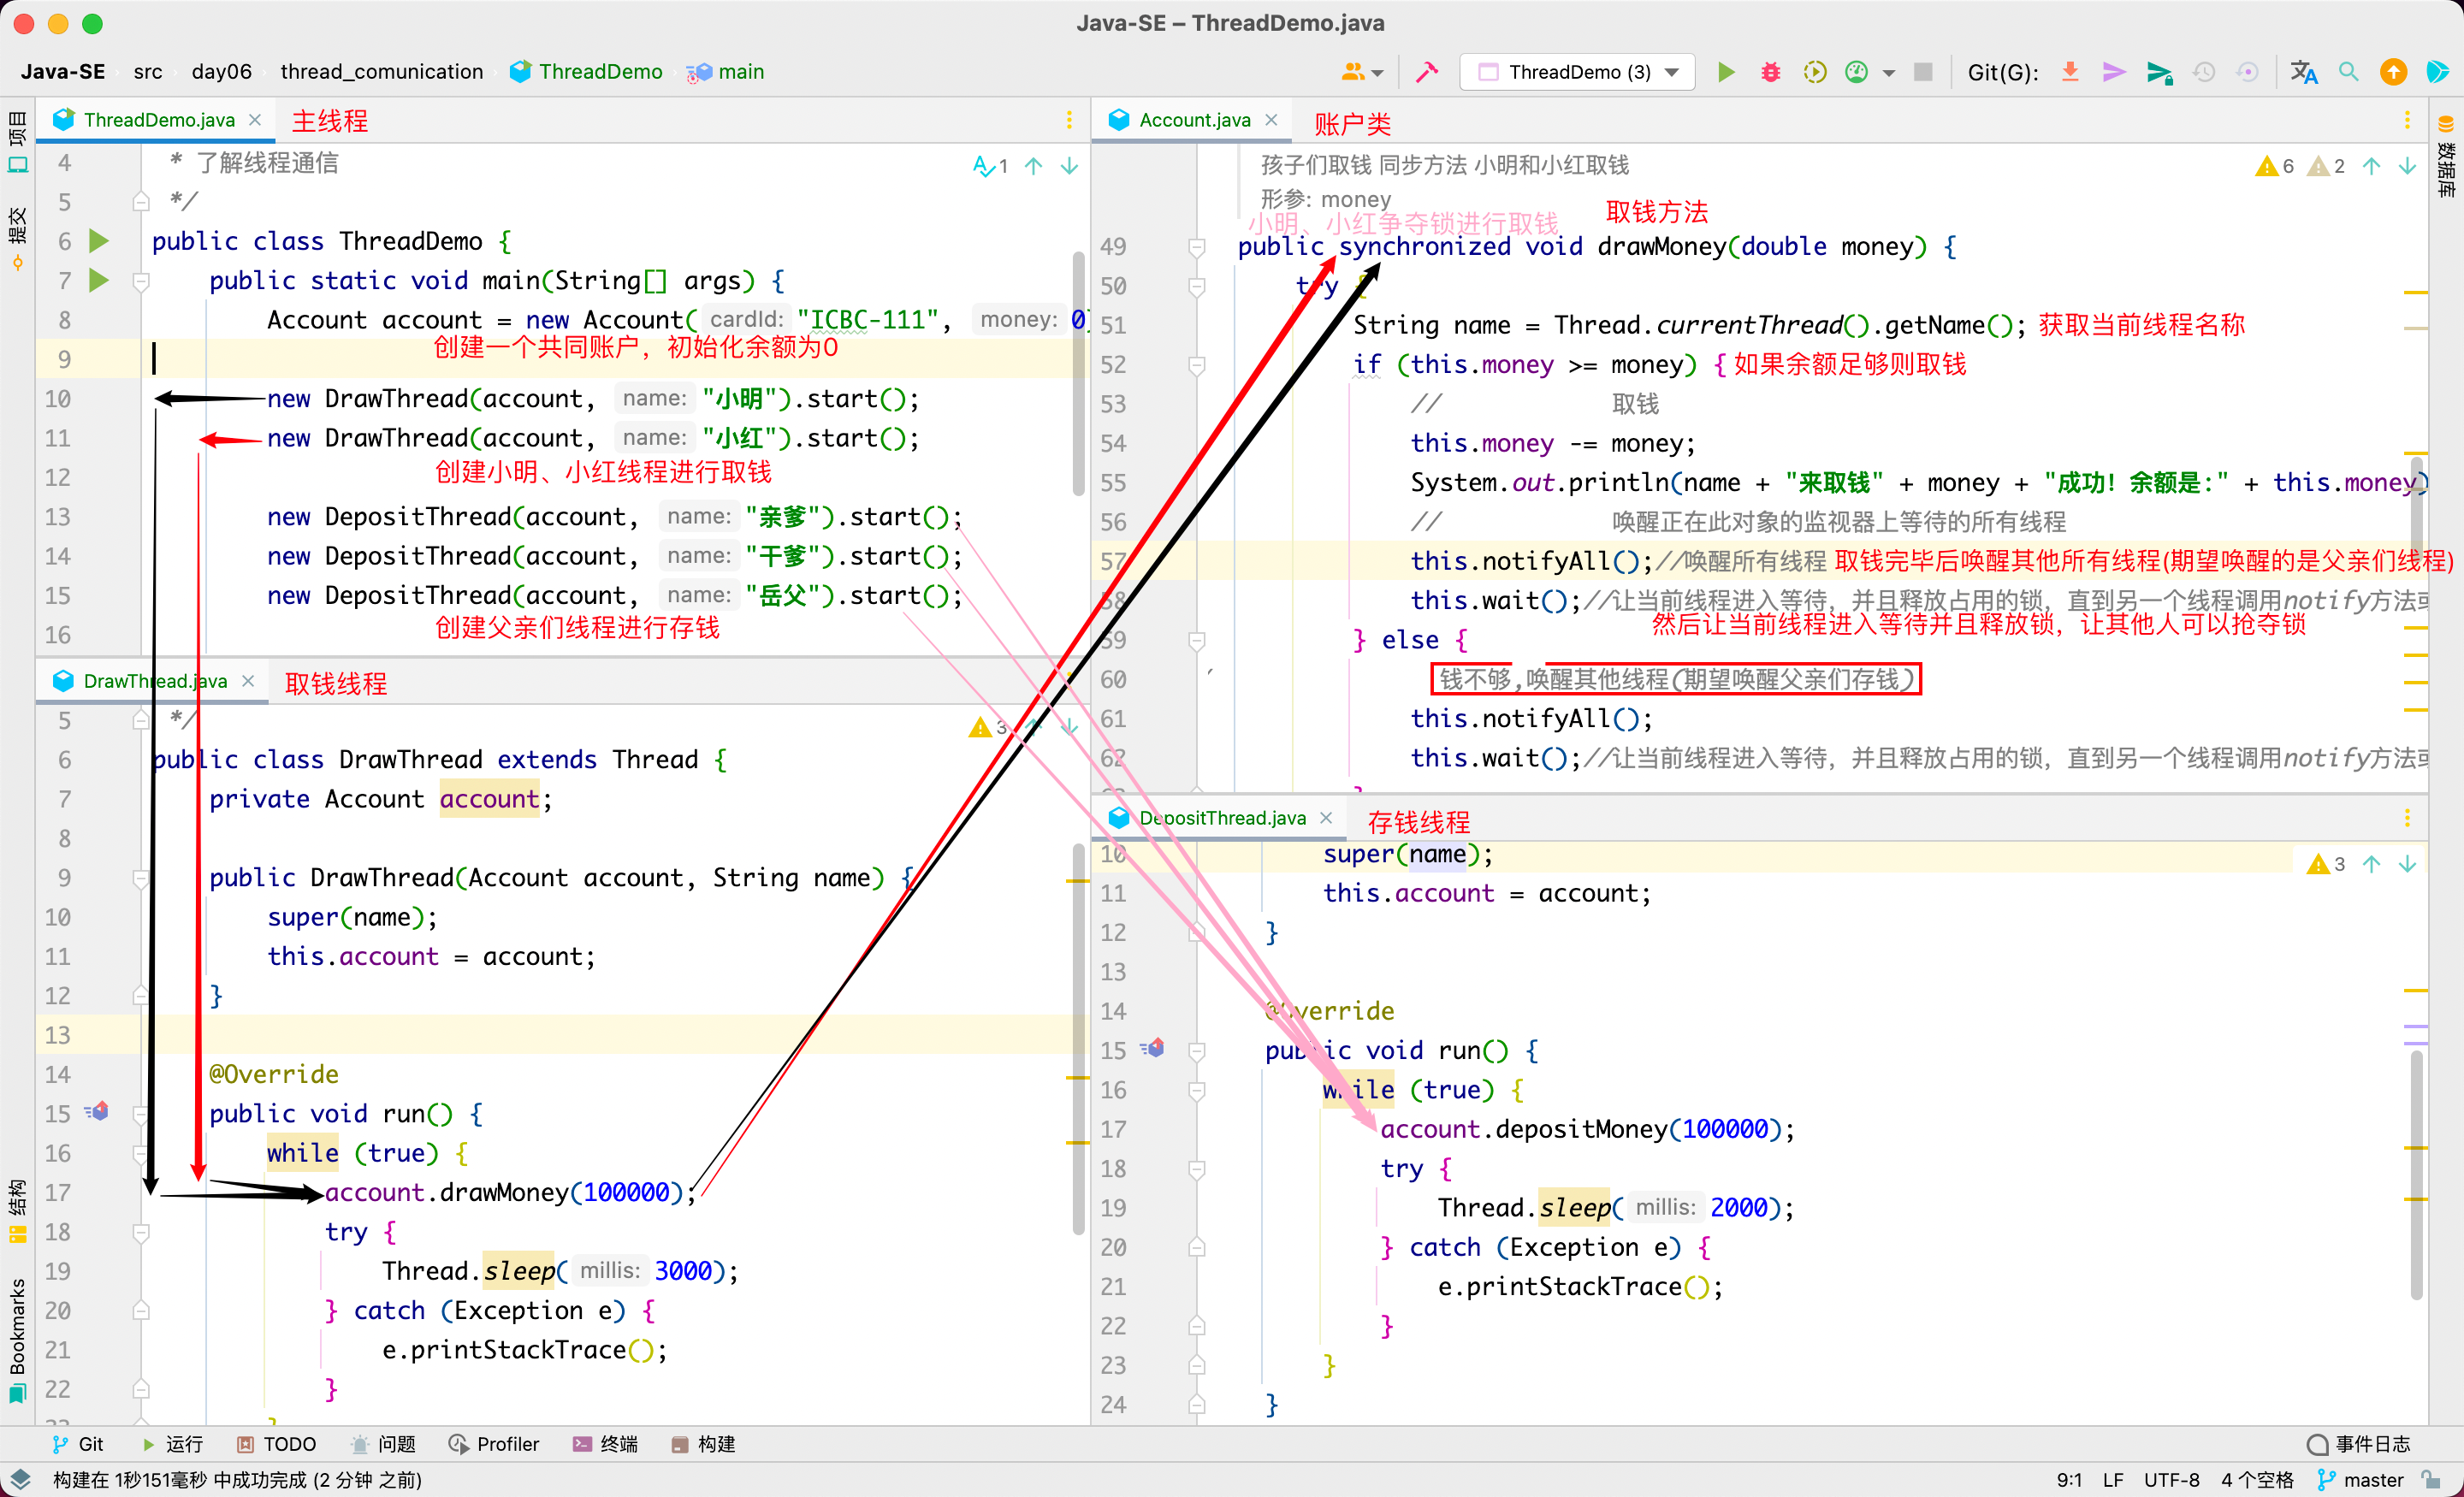 Java-SE – ThreadDemo.java
Java-SE src day06 thread_comunication ThreadDemo main
ThreadDemo (3) Git(G):
项目
提交
结构
Bookmarks
数据库
ThreadDemo.java 主线程
4 * 了解线程通信
1
5 */
6 public class ThreadDemo {
7 public static void main(String[] args) {
8 Account account = new Account( cardId: "ICBC-111", money: 0
创建一个共同账户，初始化余额为0
9
10 new DrawThread(account, name: "小明").start();
11 new DrawThread(account, name: "小红").start();
创建小明、小红线程进行取钱
12
13 new DepositThread(account, name: "亲爹").start();
14 new DepositThread(account, name: "干爹").start();
15 new DepositThread(account, name: "岳父").start();
创建父亲们线程进行存钱
16
DrawThread.java 取钱线程
5 */
3
6 public class DrawThread extends Thread {
7 private Account account;
8
9 public DrawThread(Account account, String name) {
10 super(name);
11 this.account = account;
12 }
13
14 @Override
15 public void run() {
16 while (true) {
17 account.drawMoney(100000);
18 try {
19 Thread.sleep( millis: 3000);
20 } catch (Exception e) {
21 e.printStackTrace();
22 }
Account.java 账户类
孩子们取钱 同步方法 小明和小红取钱
6 2
形参: money
小明、小红争夺锁进行取钱 取钱方法
49 public synchronized void drawMoney(double money) {
50 try {
51 String name = Thread.currentThread().getName(); 获取当前线程名称
52 if (this.money >= money) { 如果余额足够则取钱
53 // 取钱
54 this.money -= money;
55 System.out.println(name + "来取钱" + money + "成功！余额是:" + this.money)
56 // 唤醒正在此对象的监视器上等待的所有线程
57 this.notifyAll();//唤醒所有线程 取钱完毕后唤醒其他所有线程(期望唤醒的是父亲们线程)
58 this.wait();//让当前线程进入等待，并且释放占用的锁，直到另一个线程调用notify方法或
然后让当前线程进入等待并且释放锁，让其他人可以抢夺锁
59 } else {
60 钱不够,唤醒其他线程(期望唤醒父亲们存钱)
61 this.notifyAll();
62 this.wait();//让当前线程进入等待，并且释放占用的锁，直到另一个线程调用notify方法或
DepositThread.java 存钱线程
10 super(name);
3
11 this.account = account;
12 }
13
14 @Override
15 public void run() {
16 while (true) {
17 account.depositMoney(100000);
18 try {
19 Thread.sleep( millis: 2000);
20 } catch (Exception e) {
21 e.printStackTrace();
22 }
23 }
24 }
Git 运行 TODO 问题 Profiler 终端 构建 事件日志
构建在 1秒151毫秒 中成功完成 (2 分钟 之前) 9:1 LF UTF-8 4 个空格 master